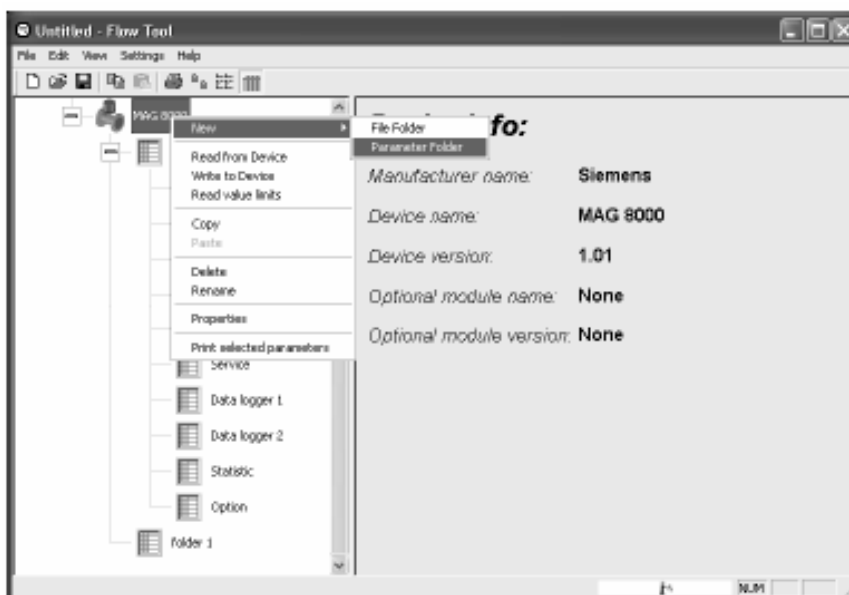 Untitled - Flow Tool
File Edit View Settings Help
MAG 8000
New
File Folder
Parameter Folder
Read from Device
Write to Device
Read value limits
Copy
Paste
Delete
Rename
Properties
Print selected parameters
Service
Data logger 1
Data logger 2
Statistic
Option
folder 1
fo:
Manufacturer name: Siemens
Device name: MAG 8000
Device version: 1.01
Optional module name: None
Optional module version: None
NUM